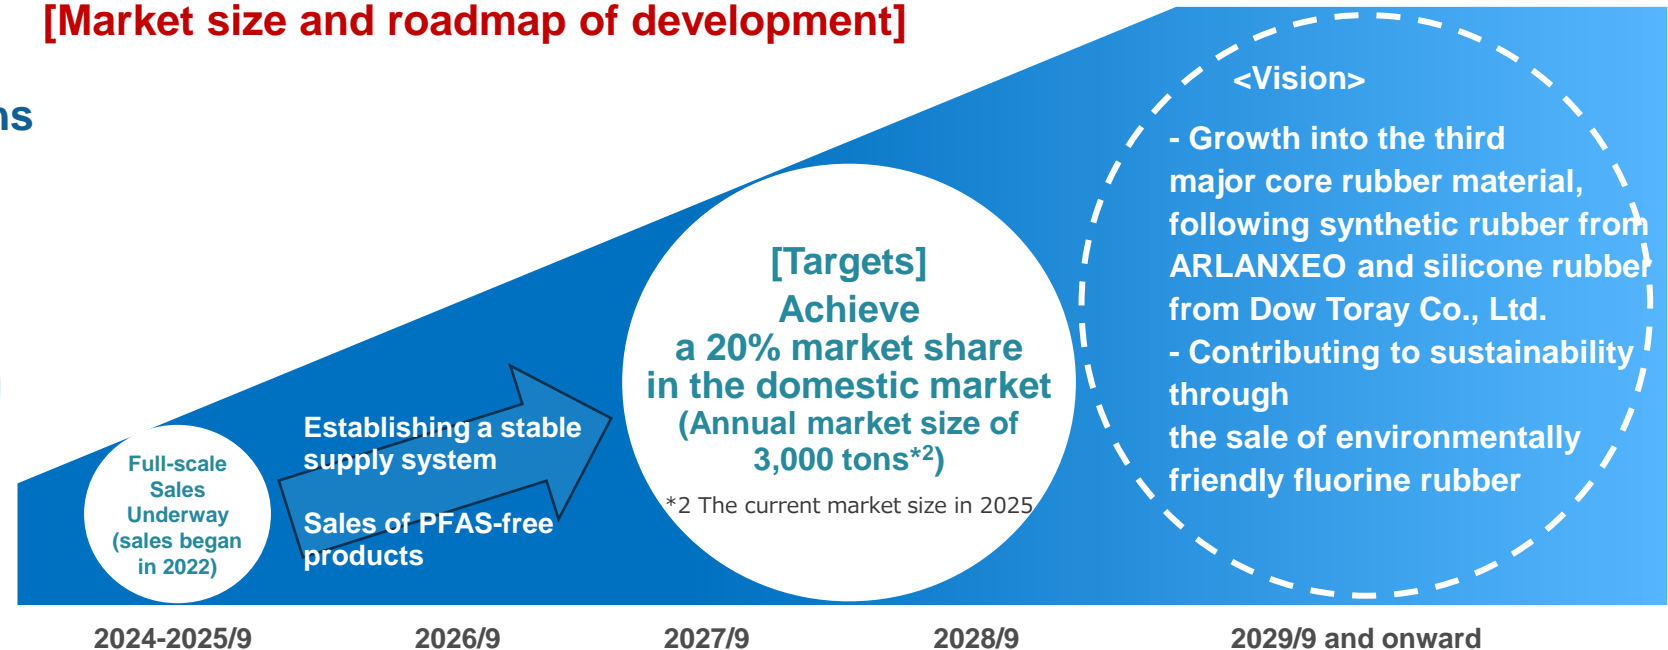 [Market size and roadmap of development]
ns
<Vision>
- Growth into the third
major core rubber material,
following synthetic rubber from
ARLANXEO and silicone rubber
from Dow Toray Co., Ltd.
- Contributing to sustainability
through
the sale of environmentally
friendly fluorine rubber
[Targets]
Achieve
a 20% market share
in the domestic market
(Annual market size of
3,000 tons*2)
*2 The current market size in 2025
Establishing a stable
supply system
Sales of PFAS-free
products
Full-scale
Sales
Underway
(sales began
in 2022)
2024-2025/9 2026/9 2027/9 2028/9 2029/9 and onward